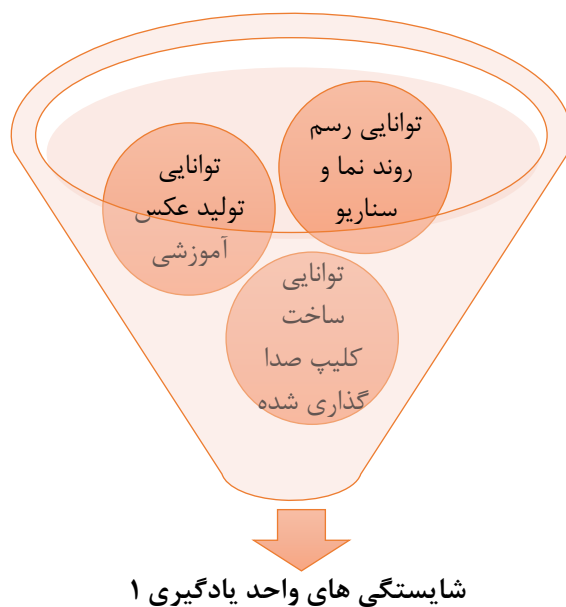 توانایی رسم
روند نما و
سناریو
توانایی
تولید عکس
آموزشی
توانایی
ساخت
کلیپ صدا
گذاری شده
شایستگی های واحد یادگیری ۱